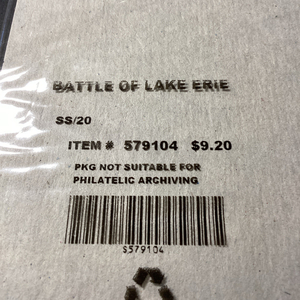 BATTLE OF LAKE ERIE
SS/20
ITEM # 579104 $9.20
PKG NOT SUITABLE FOR
PHILATELIC ARCHIVING
S579104